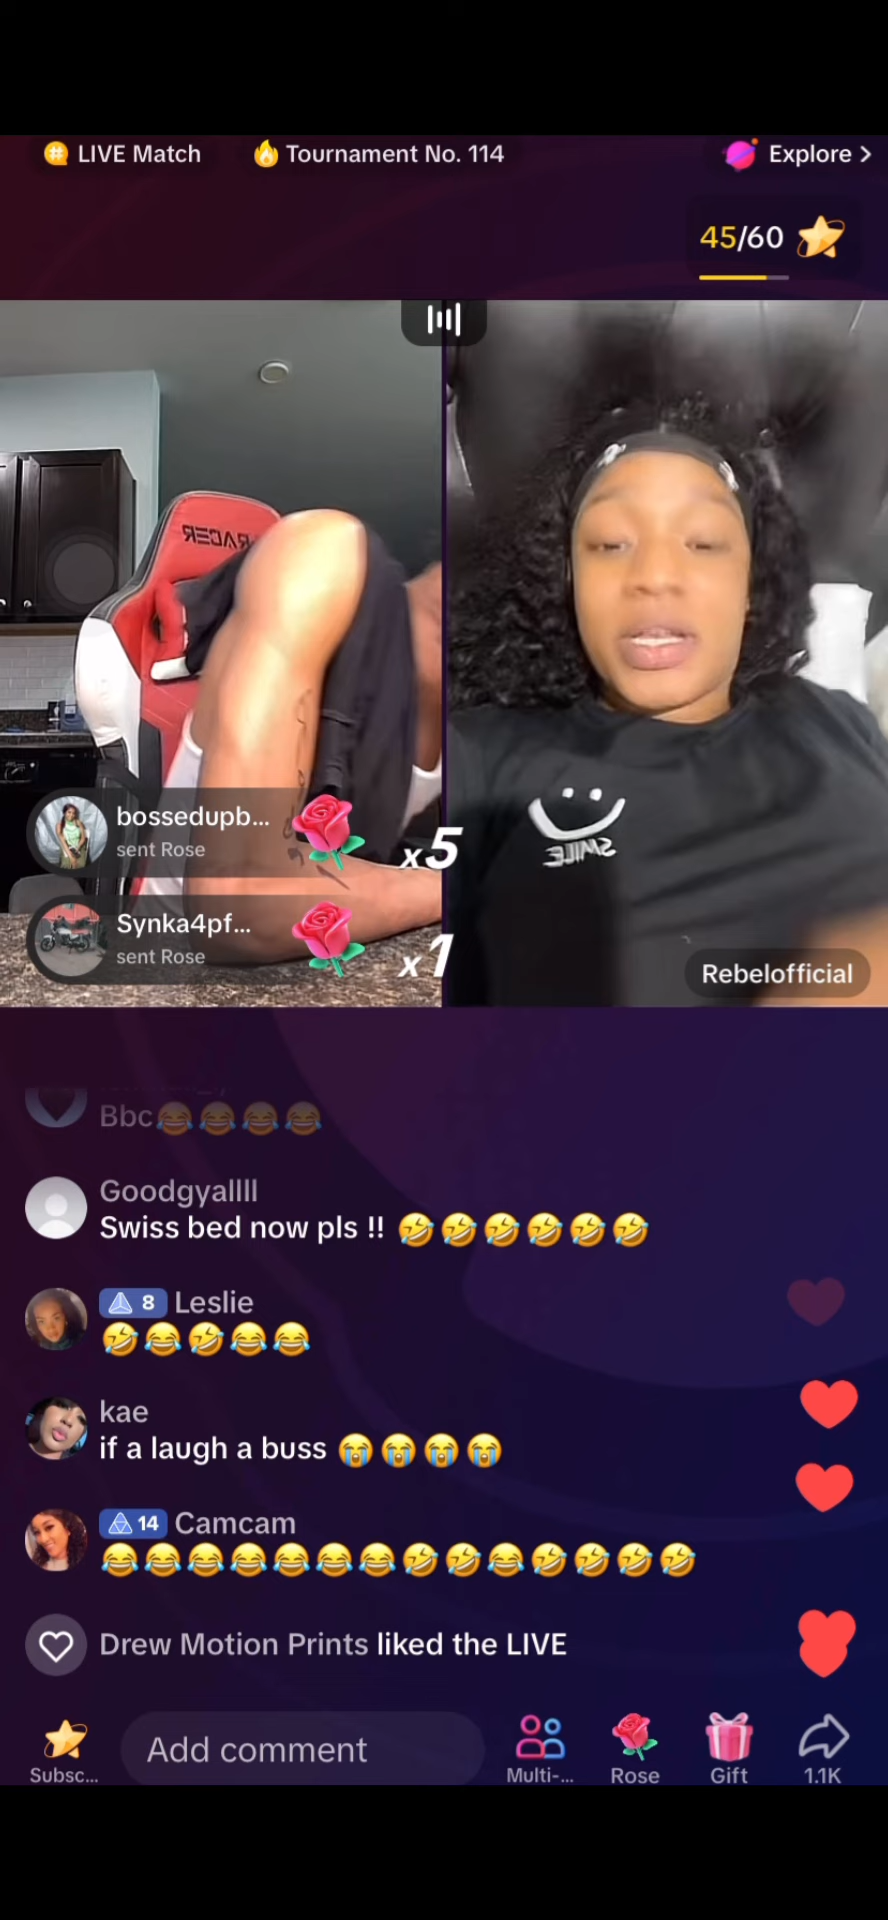 LIVE Match
Tournament No. 114
Explore >
45/60
bossedupb...
sent Rose
x5
Synka4pf...
sent Rose
x1
RACER
SMILE
Rebelofficial
Bbc😂😂😂😂
Goodgyallll
Swiss bed now pls !! 🤣🤣🤣🤣🤣🤣
8 Leslie
🤣😂🤣😂😂
kae
if a laugh a buss 😭😭😭😭
14 Camcam
😂😂😂😂😂😂😂🤣🤣😂🤣🤣🤣🤣
Drew Motion Prints liked the LIVE
Add comment
Subsc...
Multi-...
Rose
Gift
1.1K